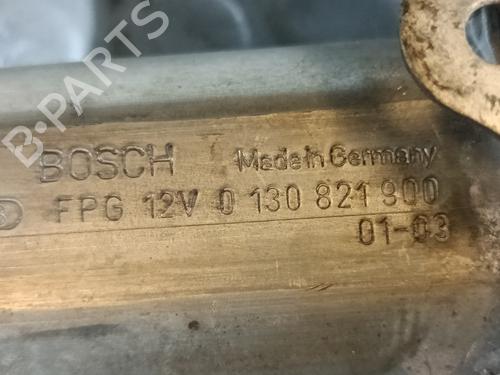 B-PARTS
BOSCH Made in Germany
FPG 12V 0 130 821 900
01-03